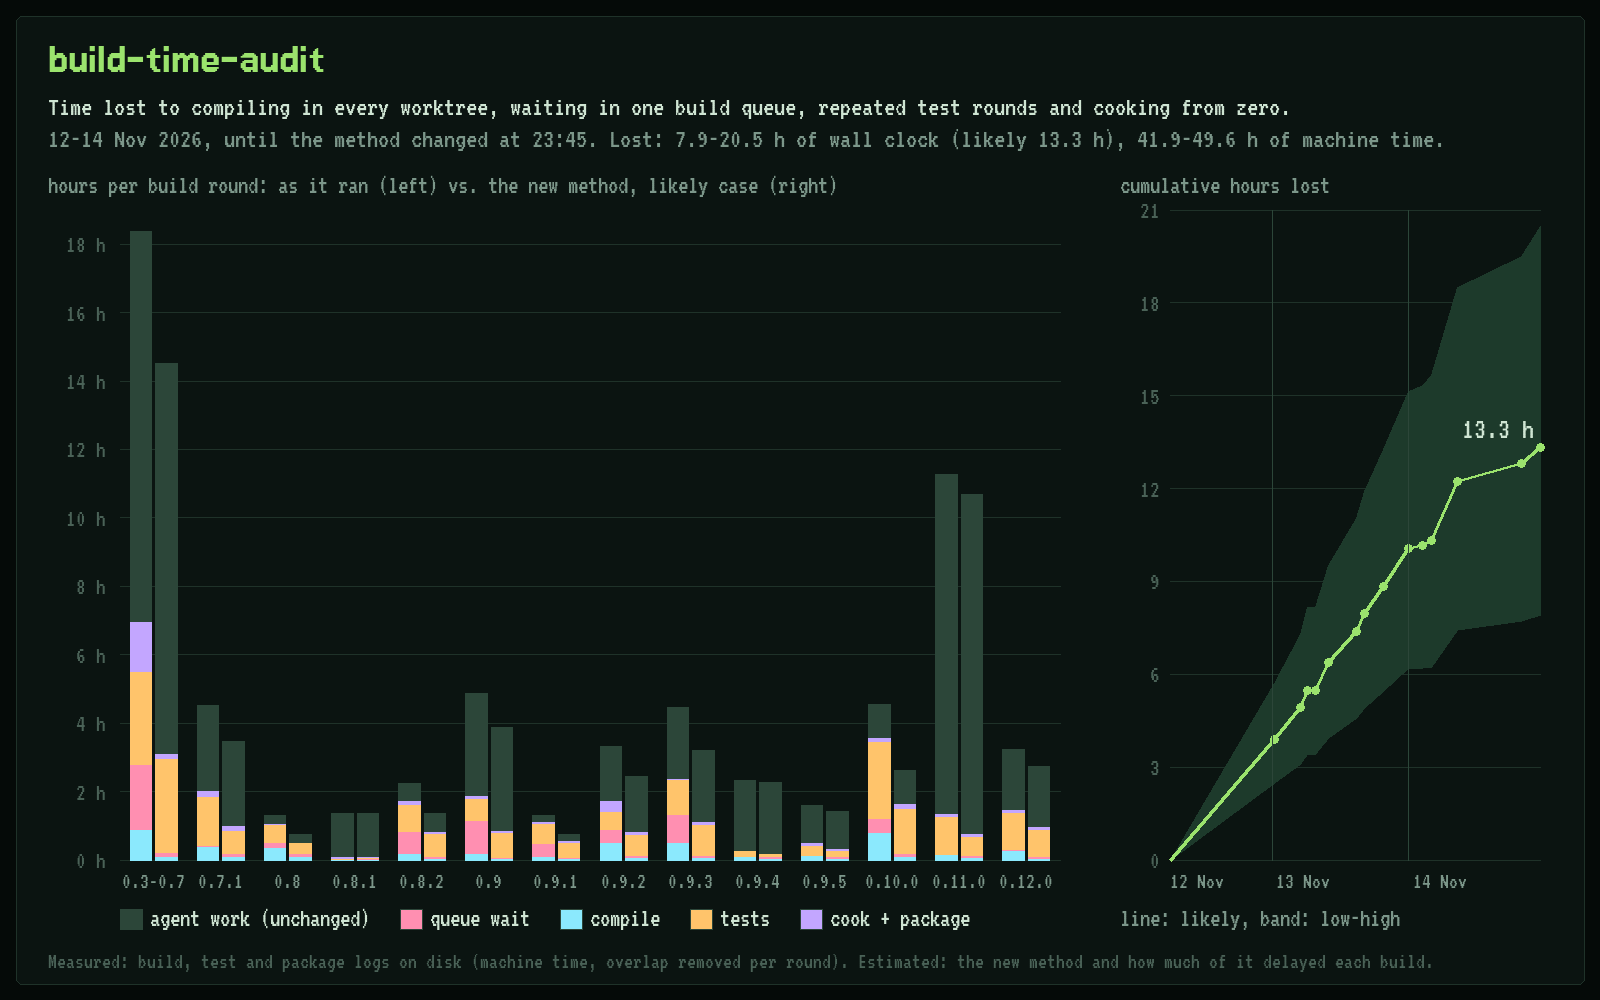 build-time-audit
Time lost to compiling in every worktree, waiting in one build queue, repeated test rounds and cooking from zero.
12-14 Nov 2026, until the method changed at 23:45. Lost: 7.9-20.5 h of wall clock (likely 13.3 h), 41.9-49.6 h of machine time.
hours per build round: as it ran (left) vs. the new method, likely case (right)
18 h
16 h
14 h
12 h
10 h
8 h
6 h
4 h
2 h
0 h
0.3-0.7 0.7.1 0.8 0.8.1 0.8.2 0.9 0.9.1 0.9.2 0.9.3 0.9.4 0.9.5 0.10.0 0.11.0 0.12.0
agent work (unchanged) queue wait compile tests cook + package
cumulative hours lost
21
18
15
13.3 h
12
9
6
3
0
12 Nov 13 Nov 14 Nov
line: likely, band: low-high
Measured: build, test and package logs on disk (machine time, overlap removed per round). Estimated: the new method and how much of it delayed each build.